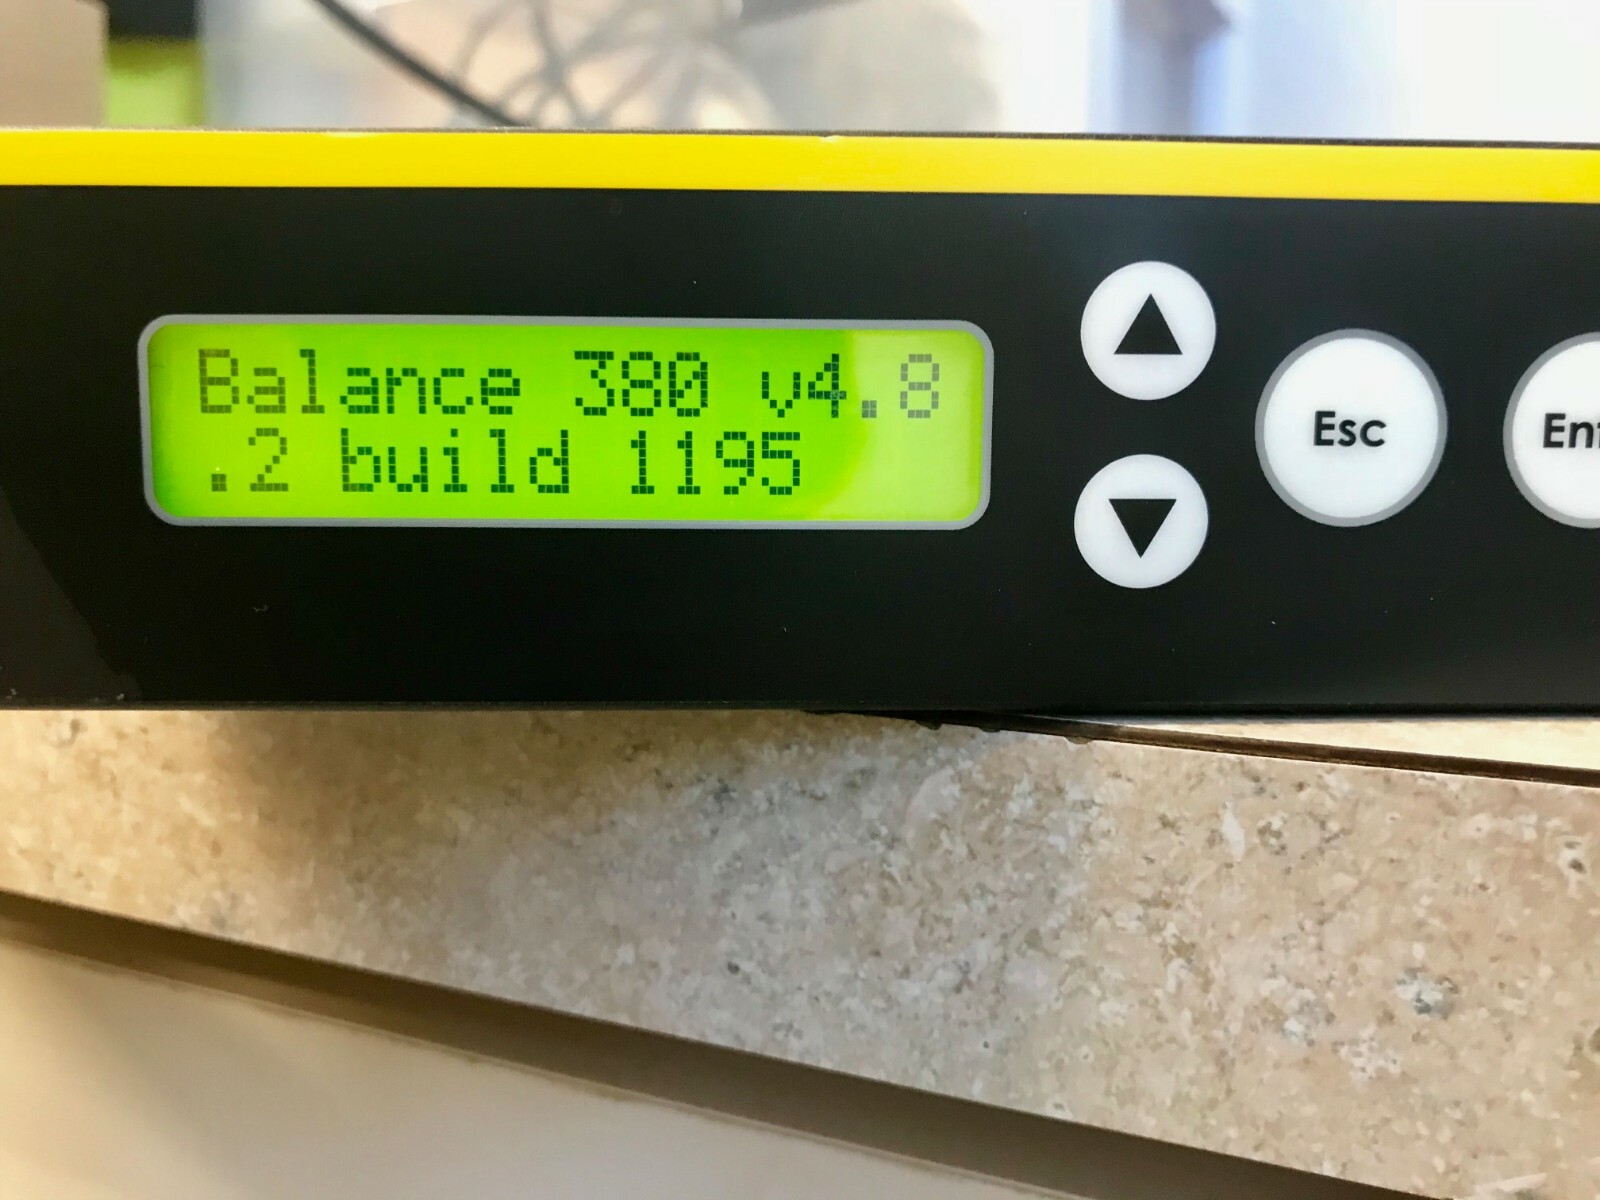 Balance 380 v4.8
.2 build 1195
Esc